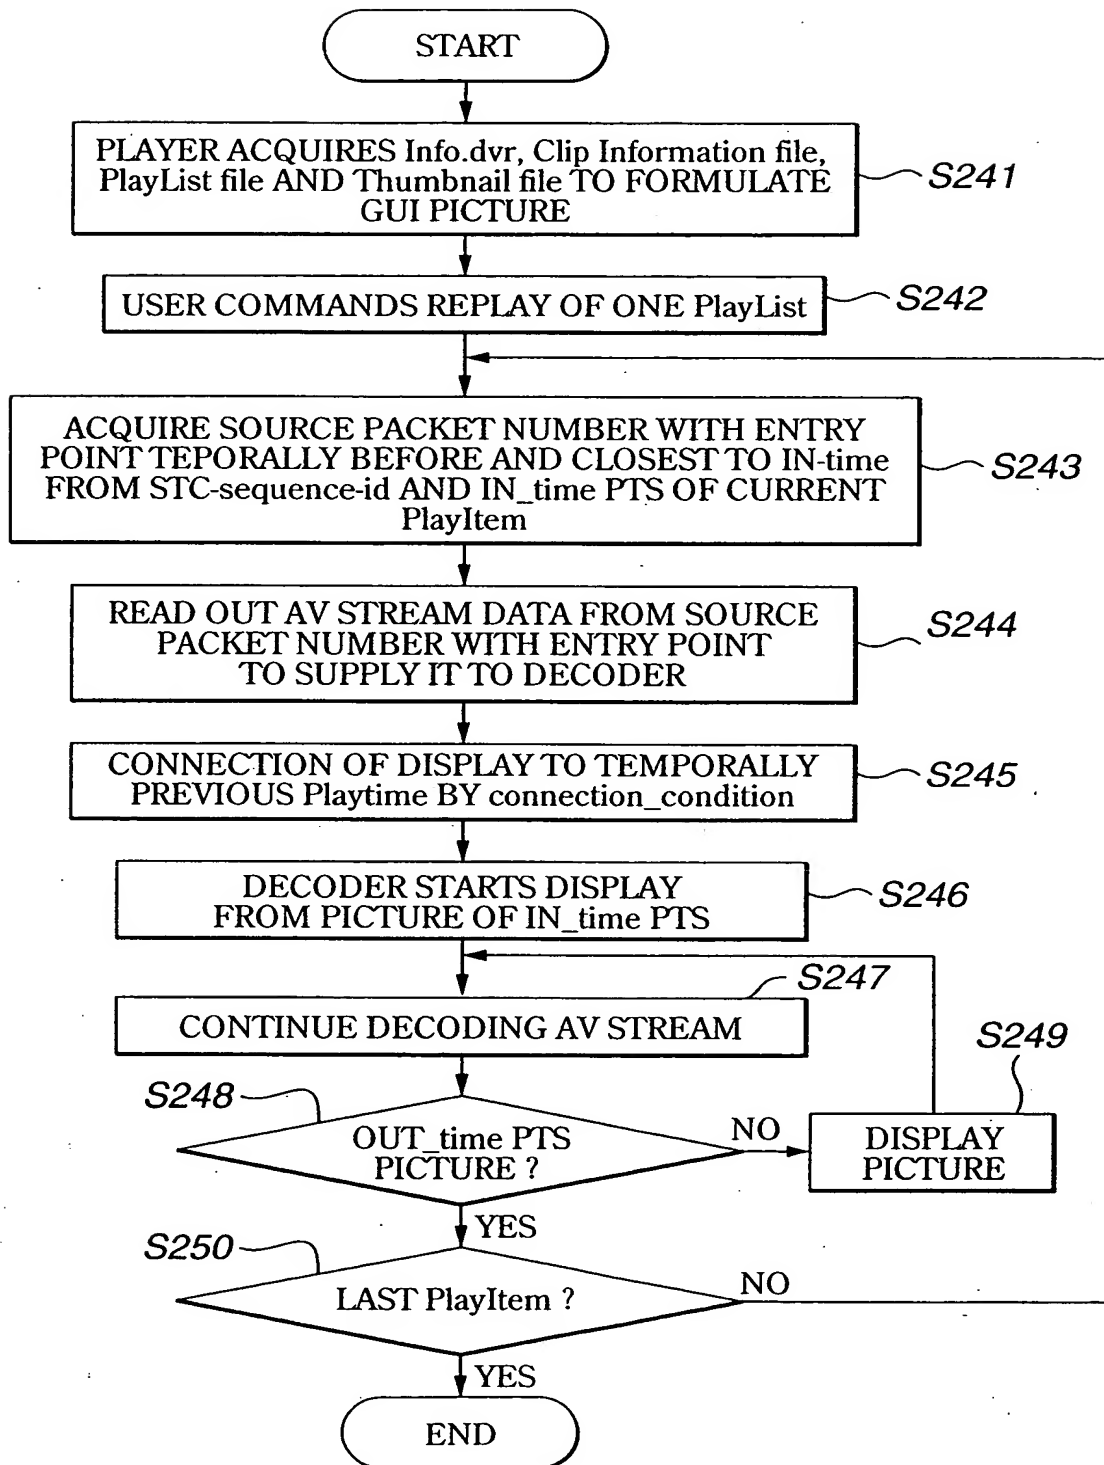 START
PLAYER ACQUIRES Info.dvr, Clip Information file,
PlayList file AND Thumbnail file TO FORMULATE
GUI PICTURE
S241
USER COMMANDS REPLAY OF ONE PlayList
S242
ACQUIRE SOURCE PACKET NUMBER WITH ENTRY
POINT TEPORALLY BEFORE AND CLOSEST TO IN-time
FROM STC-sequence-id AND IN_time PTS OF CURRENT
PlayItem
S243
READ OUT AV STREAM DATA FROM SOURCE
PACKET NUMBER WITH ENTRY POINT
TO SUPPLY IT TO DECODER
S244
CONNECTION OF DISPLAY TO TEMPORALLY
PREVIOUS Playtime BY connection_condition
S245
DECODER STARTS DISPLAY
FROM PICTURE OF IN_time PTS
S246
S247
CONTINUE DECODING AV STREAM
S248
OUT_time PTS
PICTURE ?
NO
S249
DISPLAY
PICTURE
YES
S250
LAST PlayItem ?
NO
YES
END